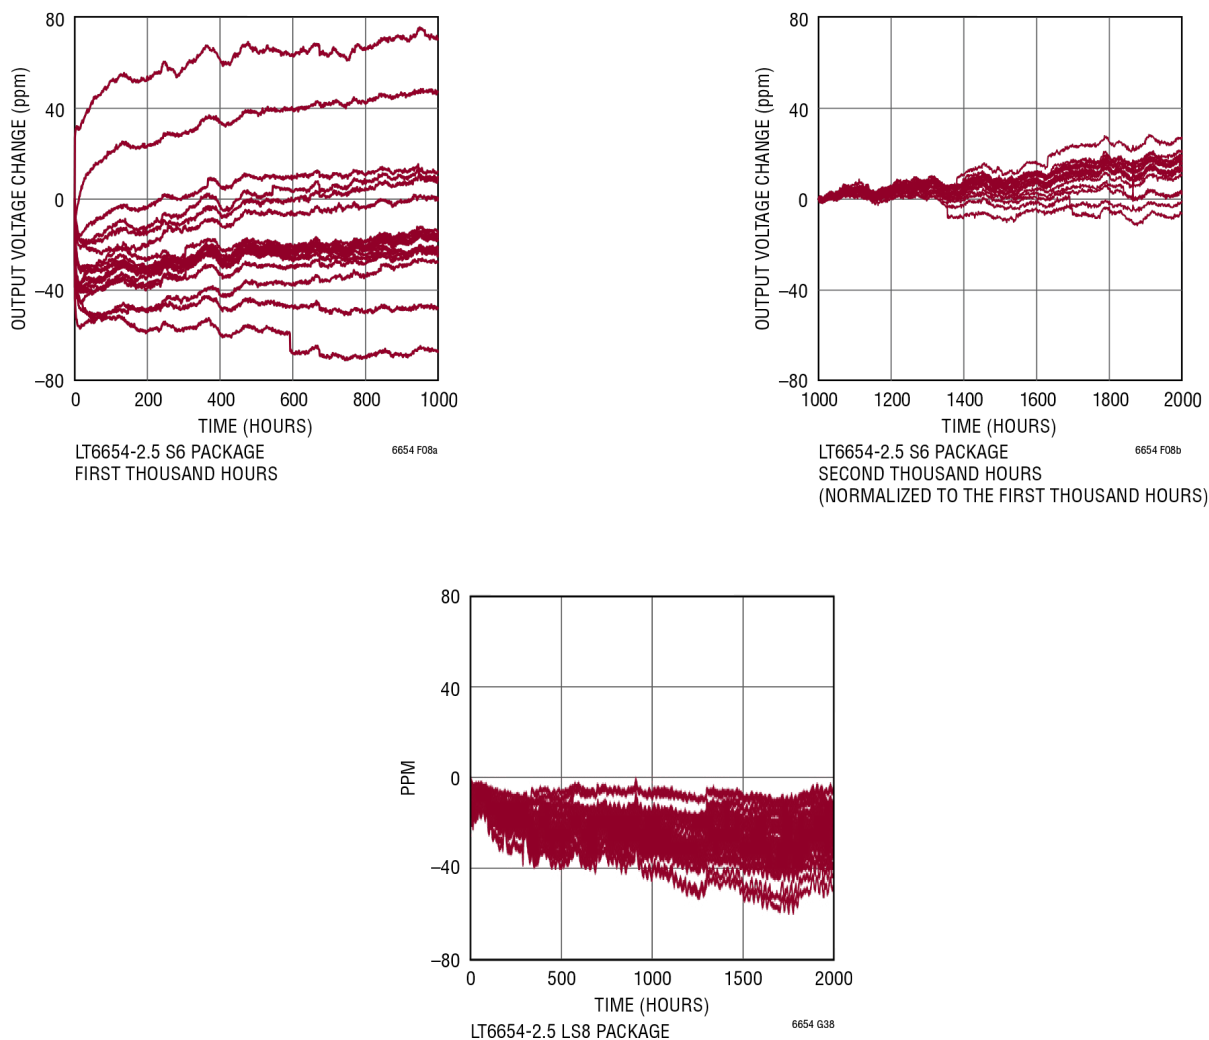 80
40
0
−40
−80
OUTPUT VOLTAGE CHANGE (ppm)
0 200 400 600 800 1000
TIME (HOURS)
LT6654-2.5 S6 PACKAGE
FIRST THOUSAND HOURS
6654 F08a
80
40
0
−40
−80
OUTPUT VOLTAGE CHANGE (ppm)
1000 1200 1400 1600 1800 2000
TIME (HOURS)
LT6654-2.5 S6 PACKAGE
SECOND THOUSAND HOURS
(NORMALIZED TO THE FIRST THOUSAND HOURS)
6654 F08b
80
40
0
−40
−80
PPM
0 500 1000 1500 2000
TIME (HOURS)
LT6654-2.5 LS8 PACKAGE
6654 G38